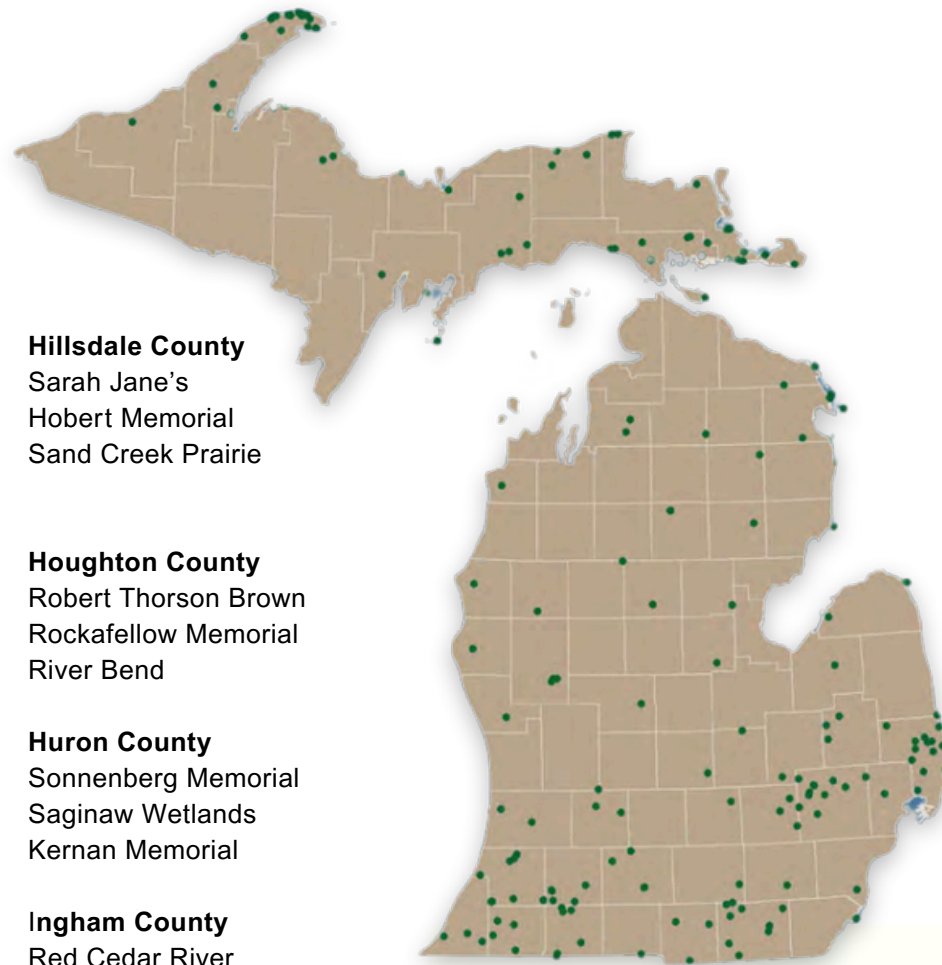 Hillsdale County
Sarah Jane's
Hobert Memorial
Sand Creek Prairie
Houghton County
Robert Thorson Brown
Rockafellow Memorial
River Bend
Huron County
Sonnenberg Memorial
Saginaw Wetlands
Kernan Memorial
Ingham County
Red Cedar River